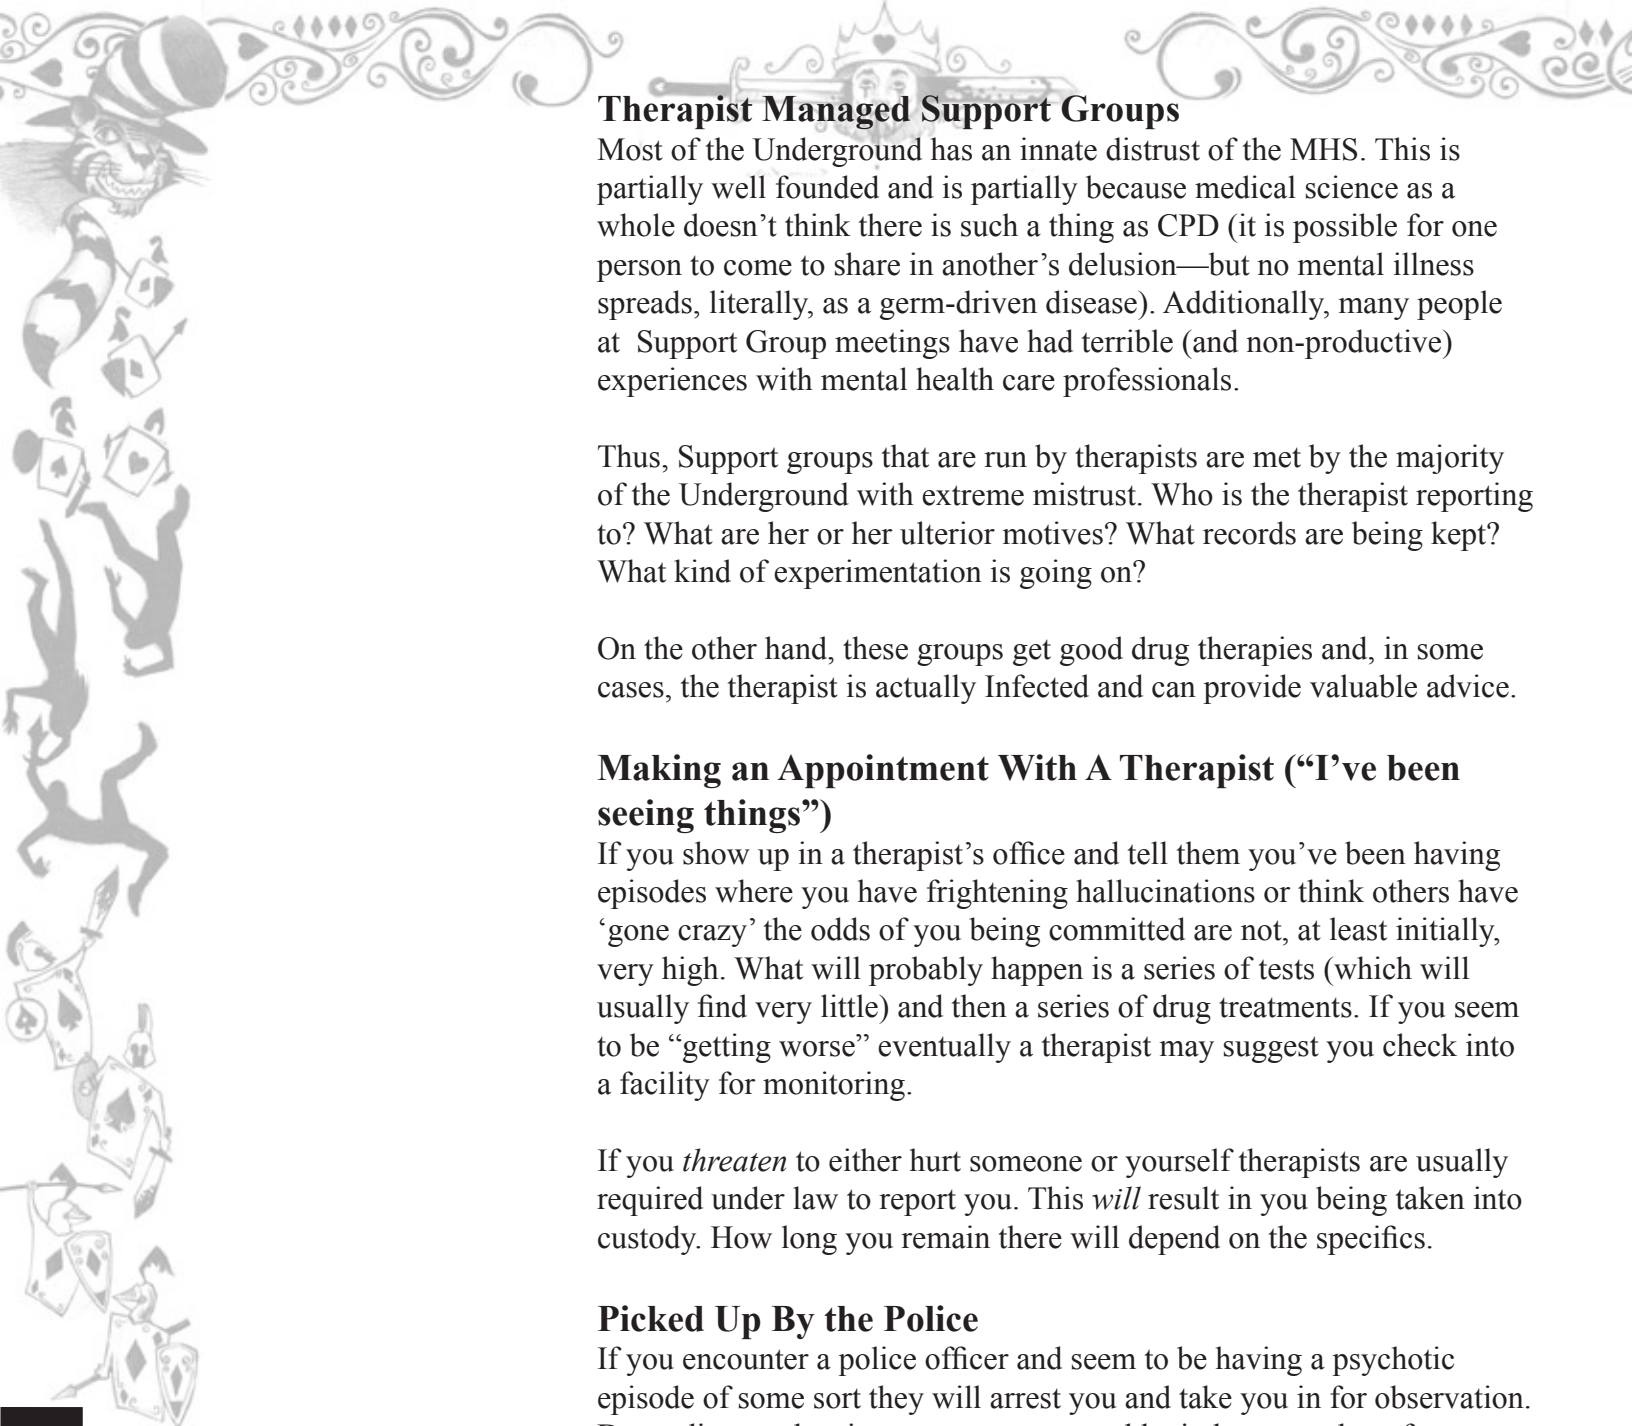 Therapist Managed Support Groups
Most of the Underground has an innate distrust of the MHS. This is
partially well founded and is partially because medical science as a
whole doesn’t think there is such a thing as CPD (it is possible for one
person to come to share in another’s delusion—but no mental illness
spreads, literally, as a germ-driven disease). Additionally, many people
at  Support Group meetings have had terrible (and non-productive)
experiences with mental health care professionals.
Thus, Support groups that are run by therapists are met by the majority
of the Underground with extreme mistrust. Who is the therapist reporting
to? What are her or her ulterior motives? What records are being kept?
What kind of experimentation is going on?
On the other hand, these groups get good drug therapies and, in some
cases, the therapist is actually Infected and can provide valuable advice.
Making an Appointment With A Therapist (“I’ve been
seeing things”)
If you show up in a therapist’s office and tell them you’ve been having
episodes where you have frightening hallucinations or think others have
‘gone crazy’ the odds of you being committed are not, at least initially,
very high. What will probably happen is a series of tests (which will
usually find very little) and then a series of drug treatments. If you seem
to be “getting worse” eventually a therapist may suggest you check into
a facility for monitoring.
If you threaten to either hurt someone or yourself therapists are usually
required under law to report you. This will result in you being taken into
custody. How long you remain there will depend on the specifics.
Picked Up By the Police
If you encounter a police officer and seem to be having a psychotic
episode of some sort they will arrest you and take you in for observation.